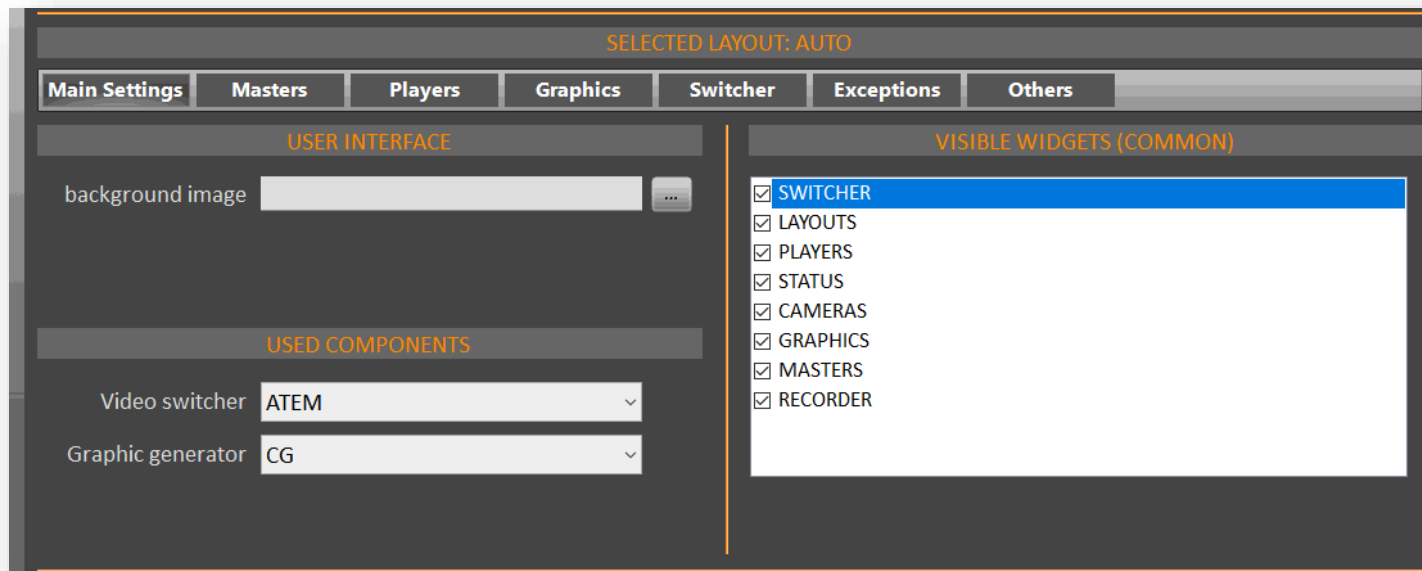 SELECTED LAYOUT: AUTO
Main Settings Masters Players Graphics Switcher Exceptions Others
USER INTERFACE
background image ...
USED COMPONENTS
Video switcher ATEM
Graphic generator CG
VISIBLE WIDGETS (COMMON)
SWITCHER
LAYOUTS
PLAYERS
STATUS
CAMERAS
GRAPHICS
MASTERS
RECORDER